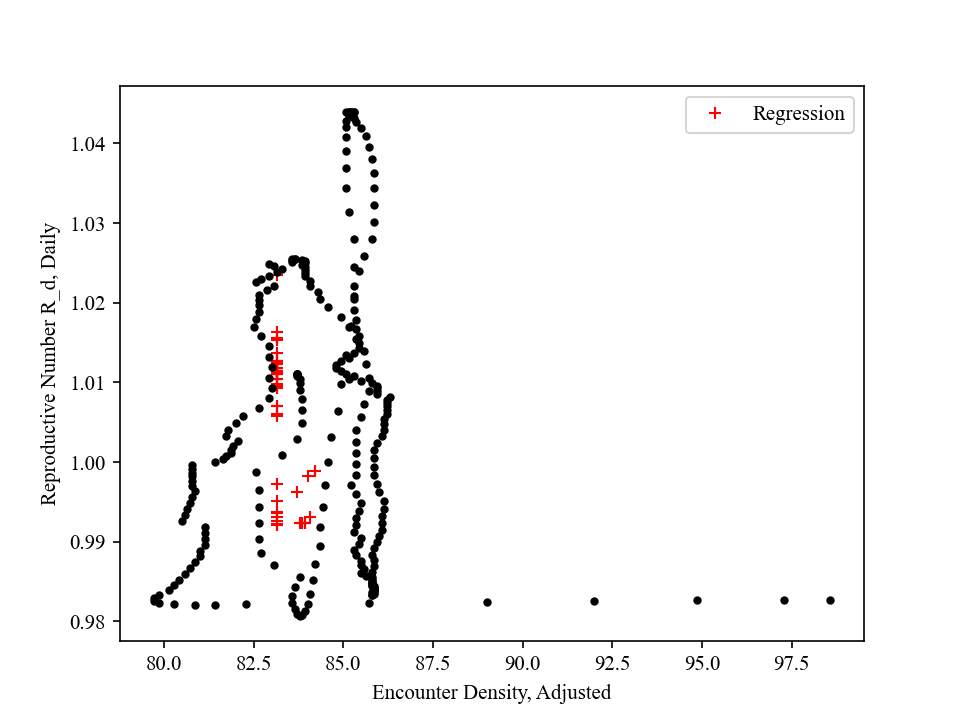 Regression
1.04
1.03
1.02
1.01
1.00
0.99
0.98
Reproductive Number R_d, Daily
80.0 82.5 85.0 87.5 90.0 92.5 95.0 97.5
Encounter Density, Adjusted